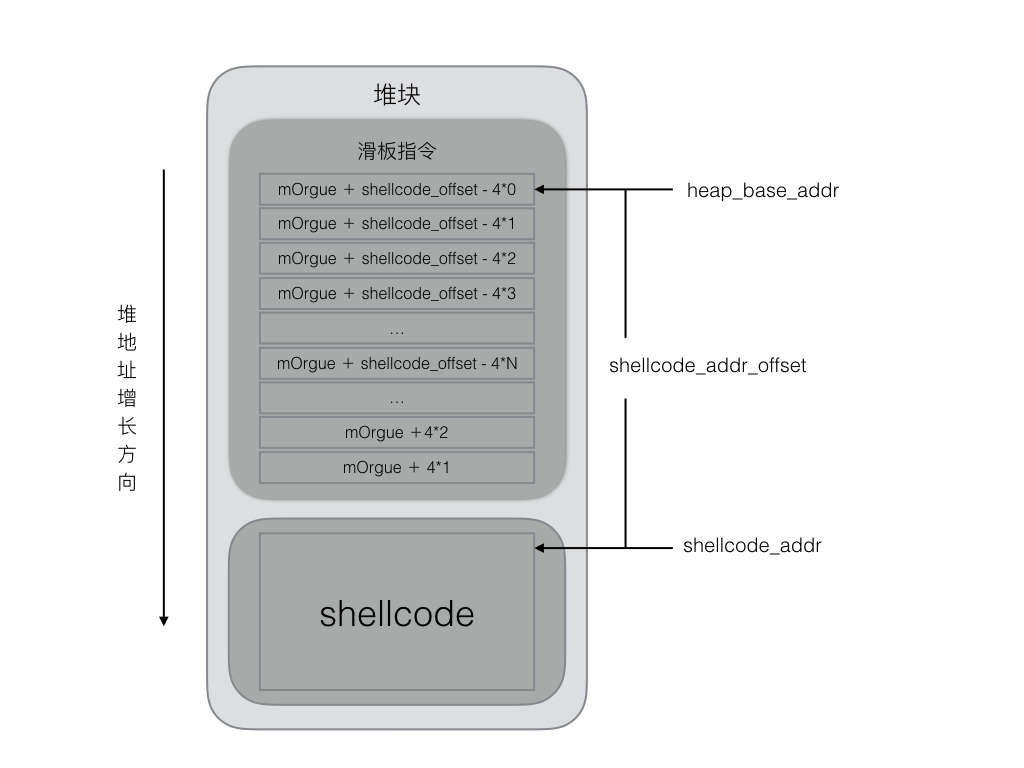 堆块
滑板指令
mOrgue + shellcode_offset - 4*0
heap_base_addr
mOrgue + shellcode_offset - 4*1
mOrgue + shellcode_offset - 4*2
mOrgue + shellcode_offset - 4*3
...
mOrgue + shellcode_offset - 4*N
shellcode_addr_offset
...
mOrgue +4*2
mOrgue + 4*1
堆地址增长方向
shellcode_addr
shellcode